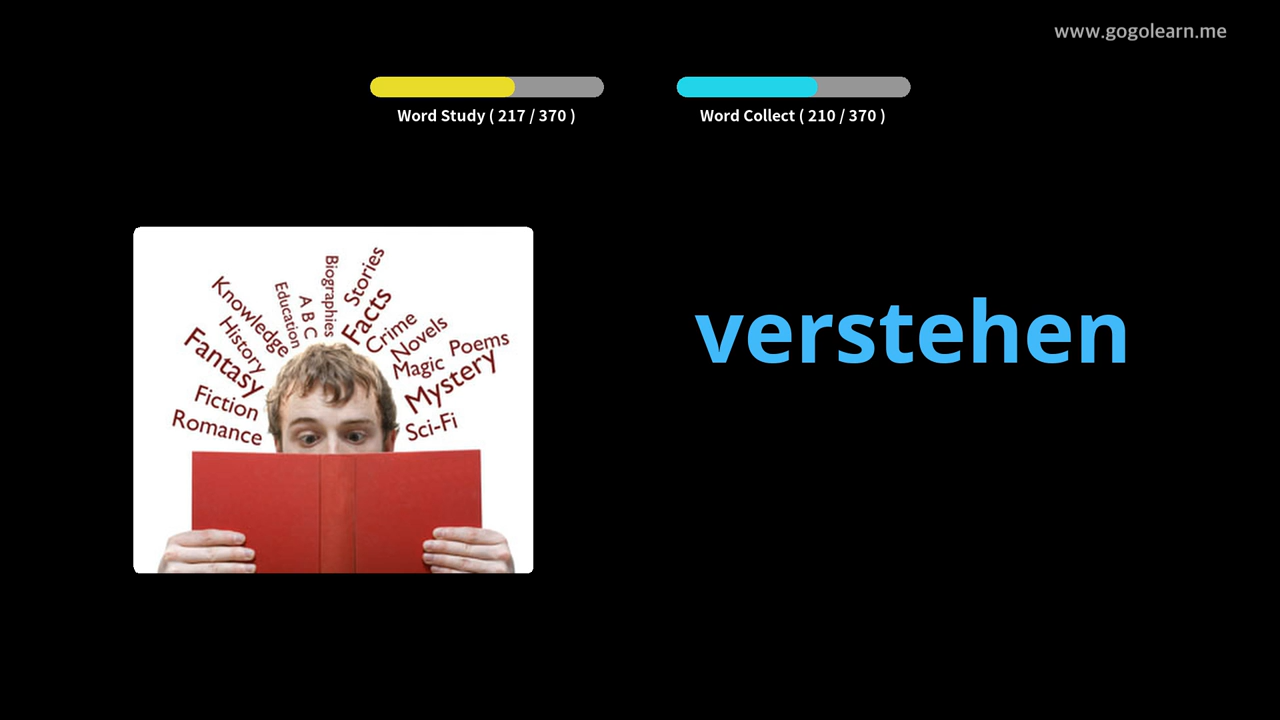 www.gogolearn.me
Word Study ( 217 / 370 )
Word Collect ( 210 / 370 )
Knowledge
History
Fantasy
Fiction
Romance
Education
A B C
Biographies
Stories
Facts
Crime
Novels
Magic
Poems
Mystery
Sci-Fi
verstehen